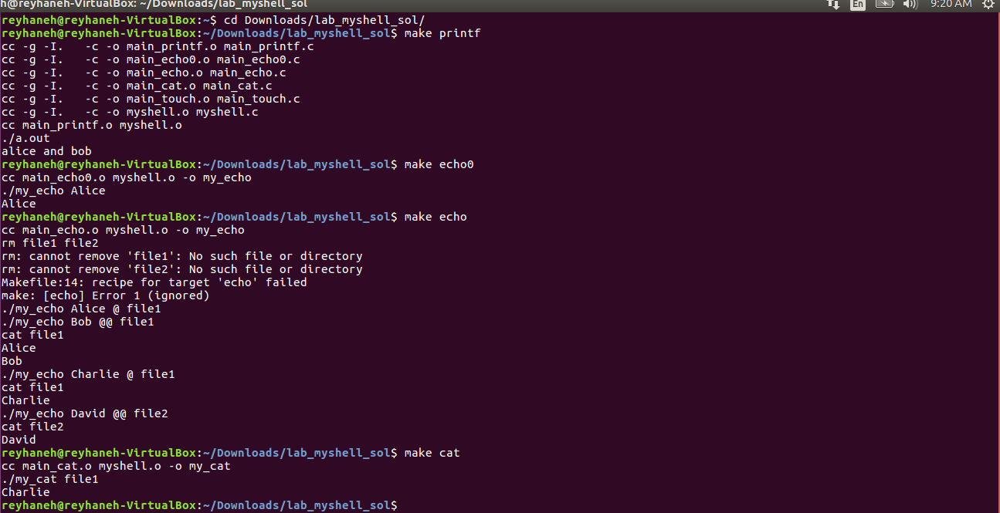 h@reyhaneh-VirtualBox: ~/Downloads/lab_myshell_sol En 9:20 AM
reyhaneh@reyhaneh-VirtualBox:~$ cd Downloads/lab_myshell_sol/
reyhaneh@reyhaneh-VirtualBox:~/Downloads/lab_myshell_sol$ make printf
cc -g -I.   -c -o main_printf.o main_printf.c
cc -g -I.   -c -o main_echo0.o main_echo0.c
cc -g -I.   -c -o main_echo.o main_echo.c
cc -g -I.   -c -o main_cat.o main_cat.c
cc -g -I.   -c -o main_touch.o main_touch.c
cc -g -I.   -c -o myshell.o myshell.c
cc main_printf.o myshell.o
./a.out
alice and bob
reyhaneh@reyhaneh-VirtualBox:~/Downloads/lab_myshell_sol$ make echo0
cc main_echo0.o myshell.o -o my_echo
./my_echo Alice
Alice
reyhaneh@reyhaneh-VirtualBox:~/Downloads/lab_myshell_sol$ make echo
cc main_echo.o myshell.o -o my_echo
rm file1 file2
rm: cannot remove 'file1': No such file or directory
rm: cannot remove 'file2': No such file or directory
Makefile:14: recipe for target 'echo' failed
make: [echo] Error 1 (ignored)
./my_echo Alice @ file1
./my_echo Bob @@ file1
cat file1
Alice
Bob
./my_echo Charlie @ file1
cat file1
Charlie
./my_echo David @@ file2
cat file2
David
reyhaneh@reyhaneh-VirtualBox:~/Downloads/lab_myshell_sol$ make cat
cc main_cat.o myshell.o -o my_cat
./my_cat file1
Charlie
reyhaneh@reyhaneh-VirtualBox:~/Downloads/lab_myshell_sol$